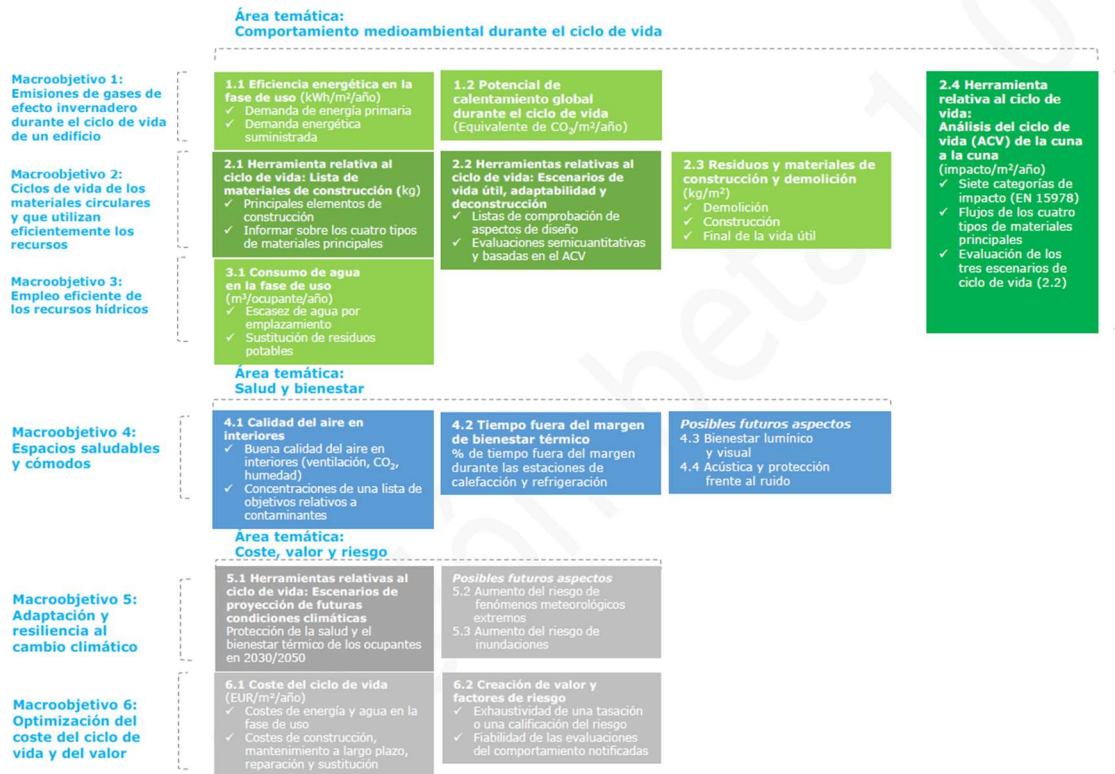 Área temática:
Comportamiento medioambiental durante el ciclo de vida
Macroobjetivo 1:
Emisiones de gases de
efecto invernadero
durante el ciclo de vida
de un edificio
1.1 Eficiencia energética en la
fase de uso (kWh/m²/año)
✓ Demanda de energía primaria
✓ Demanda energética
suministrada
1.2 Potencial de
calentamiento global
durante el ciclo de vida
(Equivalente de CO₂/m²/año)
2.4 Herramienta
relativa al ciclo de
vida:
Análisis del ciclo de
vida (ACV) de la cuna
a la cuna
(impacto/m²/año)
✓ Siete categorías de
impacto (EN 15978)
✓ Flujos de los cuatro
tipos de materiales
principales
✓ Evaluación de los
tres escenarios de
ciclo de vida (2.2)
Macroobjetivo 2:
Ciclos de vida de los
materiales circulares
y que utilizan
eficientemente los
recursos
2.1 Herramienta relativa al
ciclo de vida: Lista de
materiales de construcción (kg)
✓ Principales elementos de
construcción
✓ Informar sobre los cuatro tipos
de materiales principales
2.2 Herramientas relativas al
ciclo de vida: Escenarios de
vida útil, adaptabilidad y
deconstrucción
✓ Listas de comprobación de
aspectos de diseño
✓ Evaluaciones semicuantitativas
y basadas en el ACV
2.3 Residuos y materiales de
construcción y demolición
(kg/m²)
✓ Demolición
✓ Construcción
✓ Final de la vida útil
Macroobjetivo 3:
Empleo eficiente de
los recursos hídricos
3.1 Consumo de agua
en la fase de uso
(m³/ocupante/año)
✓ Escasez de agua por
emplazamiento
✓ Sustitución de residuos
potables
Área temática:
Salud y bienestar
Macroobjetivo 4:
Espacios saludables
y cómodos
4.1 Calidad del aire en
interiores
✓ Buena calidad del aire en
interiores (ventilación, CO₂,
humedad)
✓ Concentraciones de una lista de
objetivos relativos a
contaminantes
4.2 Tiempo fuera del margen
de bienestar térmico
% de tiempo fuera del margen
durante las estaciones de
calefacción y refrigeración
Posibles futuros aspectos
4.3 Bienestar lumínico
y visual
4.4 Acústica y protección
frente al ruido
Área temática:
Coste, valor y riesgo
Macroobjetivo 5:
Adaptación y
resiliencia al
cambio climático
5.1 Herramientas relativas al
ciclo de vida: Escenarios de
proyección de futuras
condiciones climáticas
Protección de la salud y el
bienestar térmico de los ocupantes
en 2030/2050
Posibles futuros aspectos
5.2 Aumento del riesgo de
fenómenos meteorológicos
extremos
5.3 Aumento del riesgo de
inundaciones
Macroobjetivo 6:
Optimización del
coste del ciclo de
vida y del valor
6.1 Coste del ciclo de vida
(EUR/m²/año)
✓ Costes de energía y agua en la
fase de uso
✓ Costes de construcción,
mantenimiento a largo plazo,
reparación y sustitución
6.2 Creación de valor y
factores de riesgo
✓ Exhaustividad de una tasación
o una calificación del riesgo
✓ Fiabilidad de las evaluaciones
del comportamiento notificadas